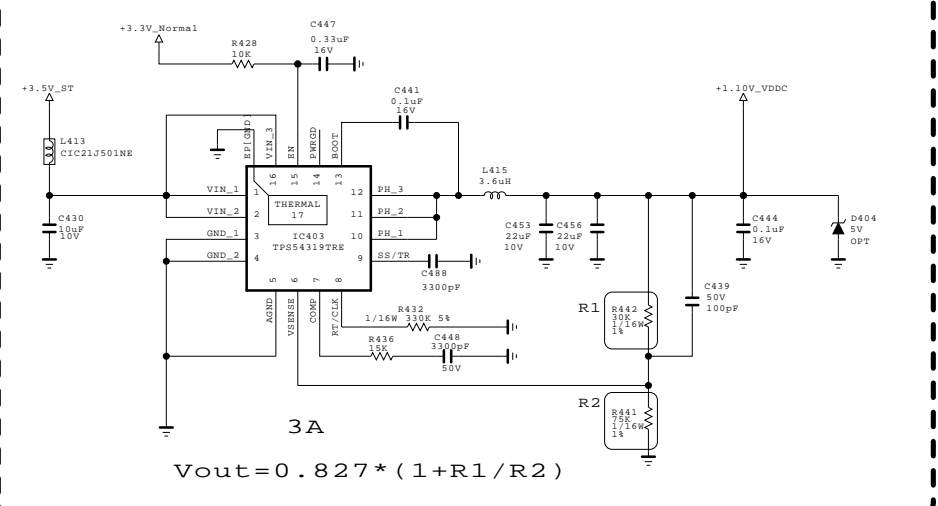 C447
0.33uF
16V
+3.3V_Normal
R428
10K
+3.5V_ST
C441
0.1uF
16V
+1.10V_VDDC
L413
CIC21J501NE
EP[GND]
VIN_3
EN
PWRGD
BOOT
16
15
14
13
L415
3.6uH
VIN_1
1
VIN_2
2
GND_1
3
GND_2
4
THERMAL
17
IC403
TPS54319TRE
12
PH_3
11
PH_2
10
PH_1
9
SS/TR
C430
10uF
10V
C453
22uF
10V
C456
22uF
10V
C444
0.1uF
16V
D404
5V
OPT
C488
3300pF
5
6
7
8
AGND
VSENSE
COMP
RT/CLK
C439
50V
100pF
R432
1/16W 330K 5%
R1
R442
30K
1/16W
1%
R436
15K
C448
3300pF
50V
R2
R441
75K
1/16W
1%
3A
Vout=0.827*(1+R1/R2)